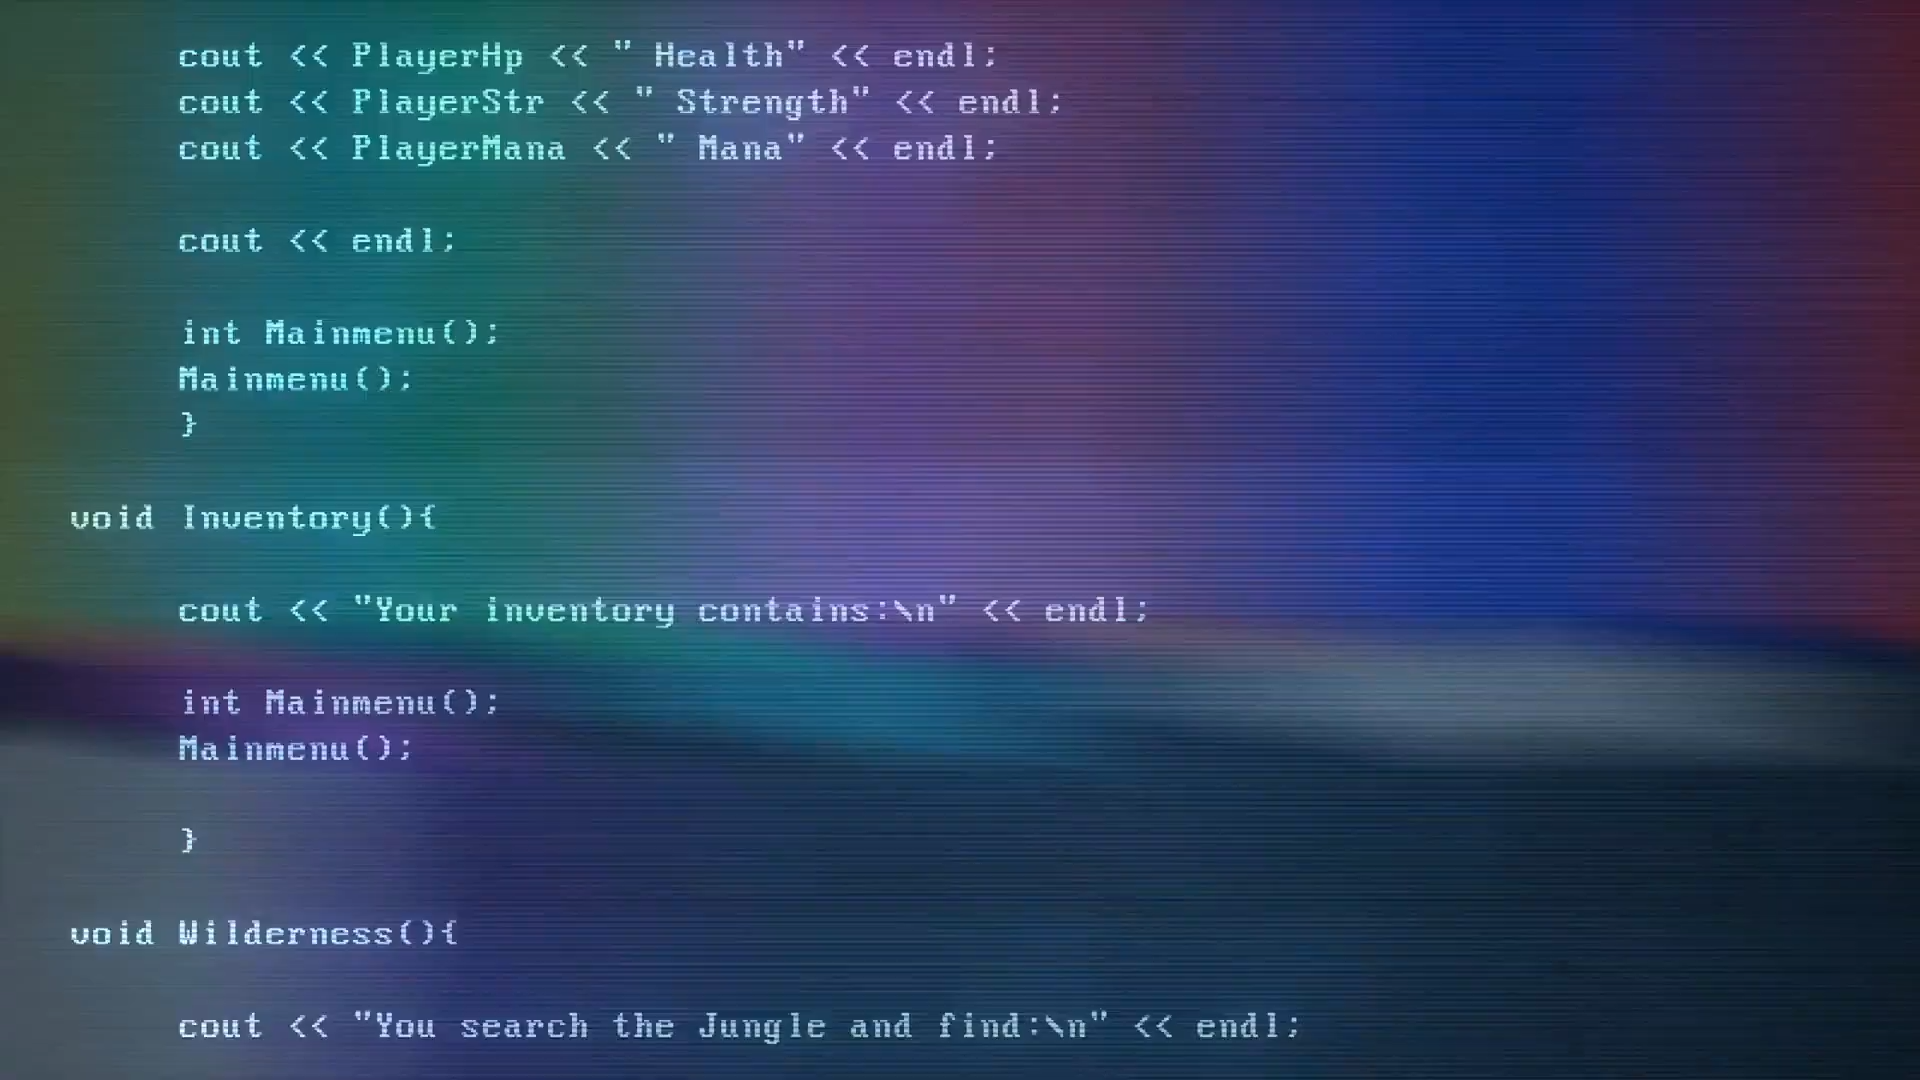 cout << PlayerHp << " Health" << endl;
cout << PlayerStr << " Strength" << endl;
cout << PlayerMana << " Mana" << endl;
cout << endl;
int Mainmenu();
Mainmenu();
}
void Inventory(){
cout << "Your inventory contains:\n" << endl;
int Mainmenu();
Mainmenu();
}
void Wilderness(){
cout << "You search the Jungle and find:\n" << endl;